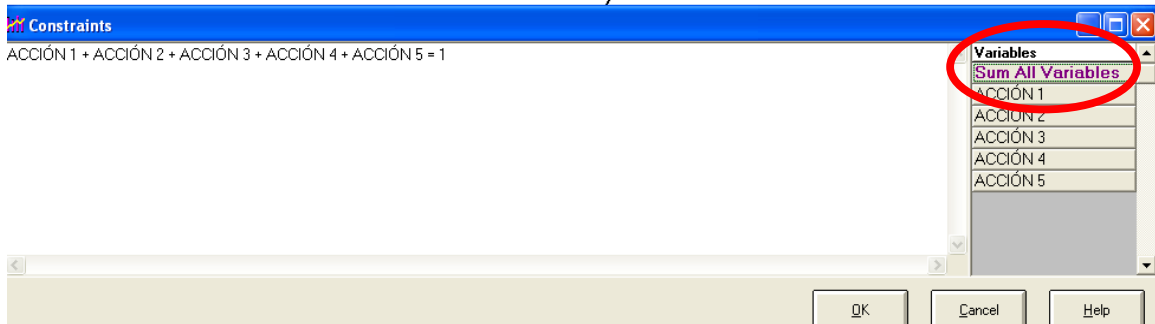 Constraints
ACCIÓN 1 + ACCIÓN 2 + ACCIÓN 3 + ACCIÓN 4 + ACCIÓN 5 = 1
Variables
Sum All Variables
ACCIÓN 1
ACCIÓN 2
ACCIÓN 3
ACCIÓN 4
ACCIÓN 5
OK
Cancel
Help